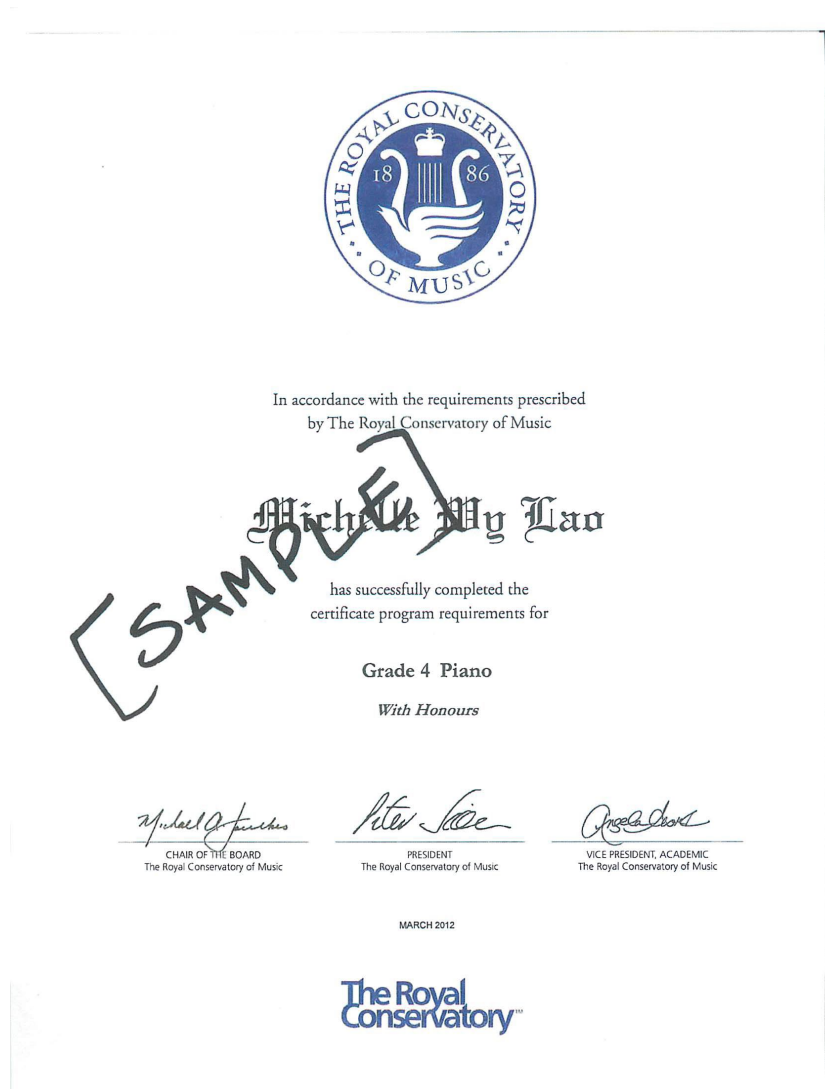 THE ROYAL CONSERVATORY
18 86
OF MUSIC
In accordance with the requirements prescribed
by The Royal Conservatory of Music
Michelle My Lao
[SAMPLE]
has successfully completed the
certificate program requirements for
Grade 4 Piano
With Honours
CHAIR OF THE BOARD
The Royal Conservatory of Music
PRESIDENT
The Royal Conservatory of Music
VICE PRESIDENT, ACADEMIC
The Royal Conservatory of Music
MARCH 2012
The Royal
Conservatory™